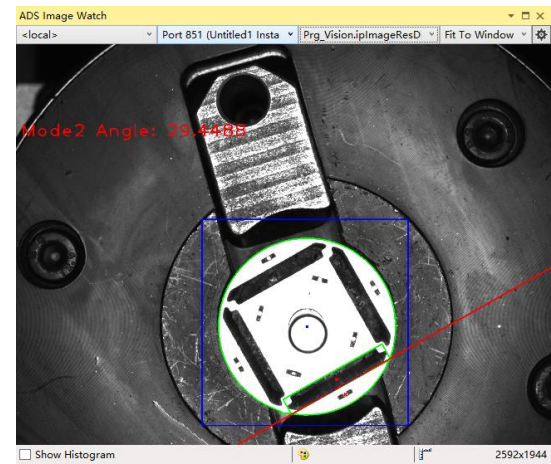 ADS Image Watch
<local>
Port 851 (Untitled1 Insta
Prg_Vision.ipImageResD
Fit To Window
Mode2 Angle: 29.4488
Show Histogram
2592x1944